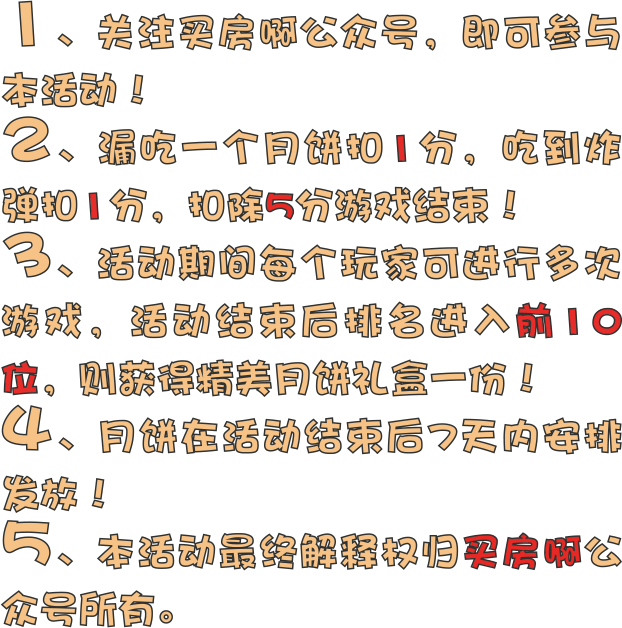 1、关注买房啊公众号，即可参与
本活动！
2、漏吃一个月饼扣1分，吃到炸
弹扣1分，扣除5分游戏结束！
3、活动期间每个玩家可进行多次
游戏，活动结束后排名进入前10
位，则获得精美月饼礼盒一份！
4、月饼在活动结束后7天内安排
发放！
5、本活动最终解释权归买房啊公
众号所有。